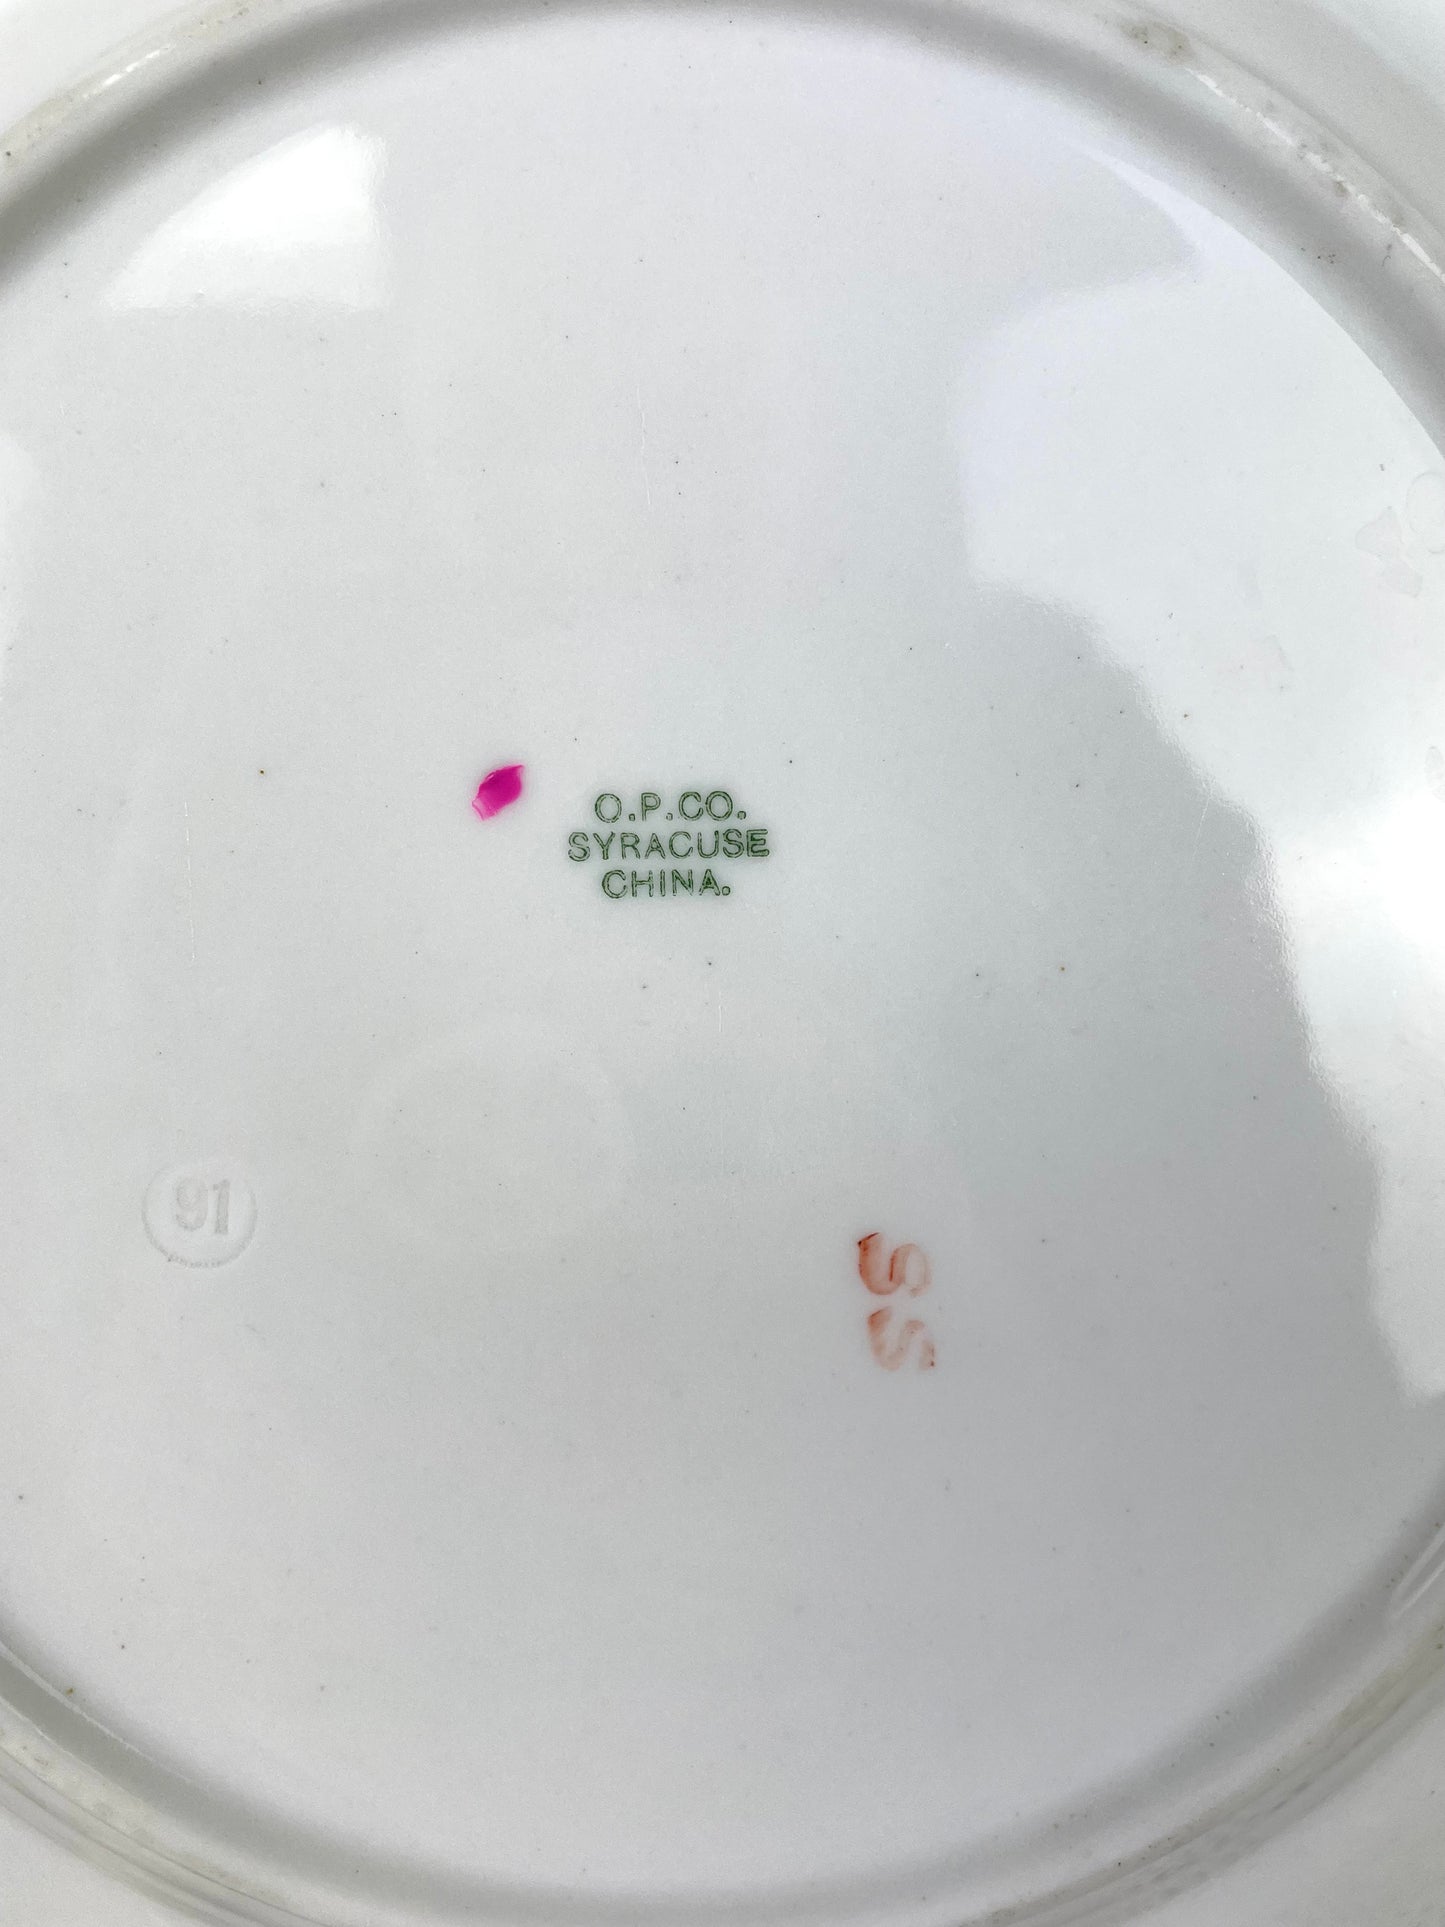 O.P.CO.
SYRACUSE
CHINA.
91
SS